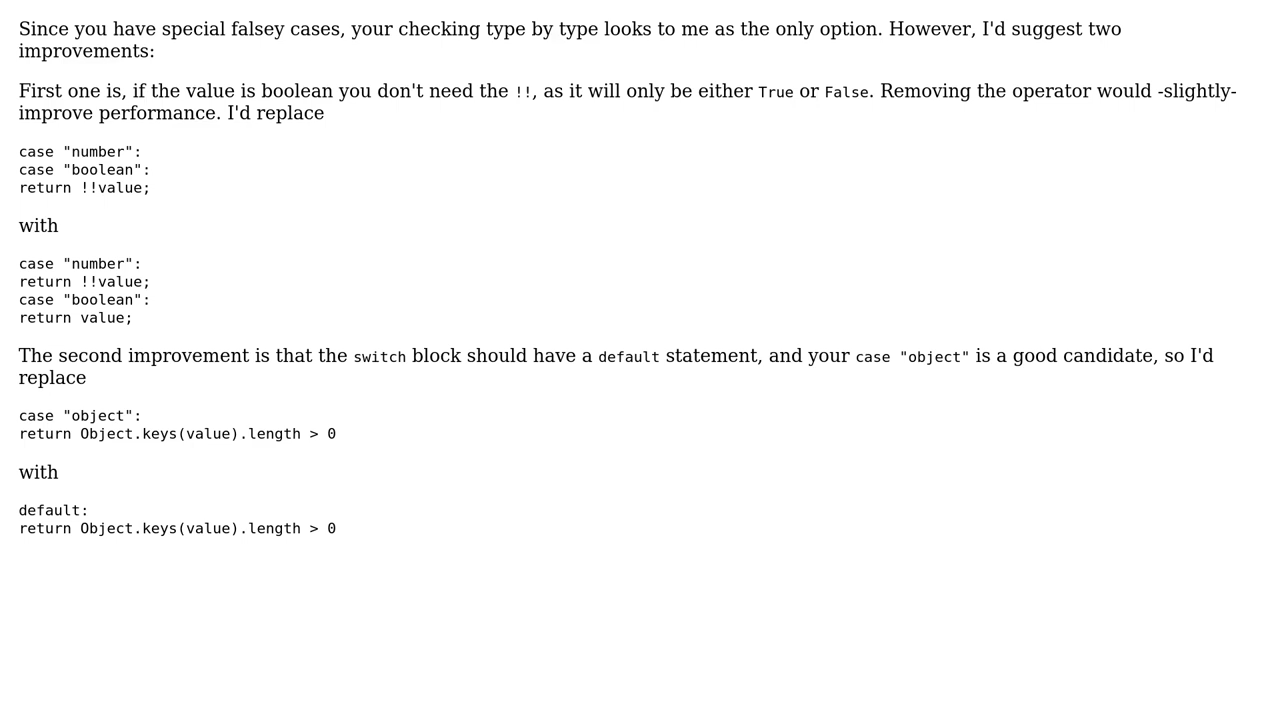 Since you have special falsey cases, your checking type by type looks to me as the only option. However, I'd suggest two
improvements:
First one is, if the value is boolean you don't need the !!, as it will only be either True or False. Removing the operator would -slightly-
improve performance. I'd replace
case "number":
case "boolean":
return !!value;
with
case "number":
return !!value;
case "boolean":
return value;
The second improvement is that the switch block should have a default statement, and your case "object" is a good candidate, so I'd
replace
case "object":
return Object.keys(value).length > 0
with
default:
return Object.keys(value).length > 0